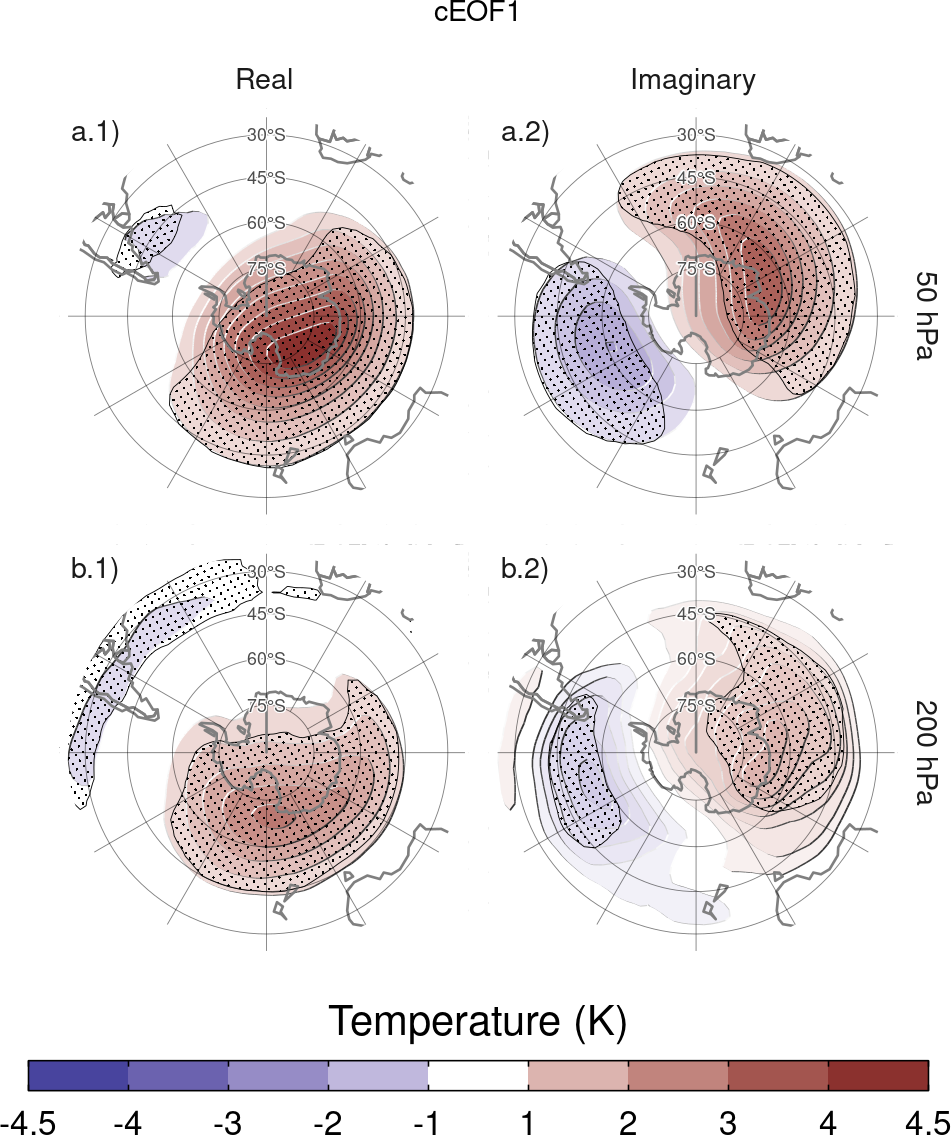 cEOF1
Real Imaginary
a.1) a.2)
30°S 30°S
45°S 45°S
60°S 60°S
75°S 75°S
50 hPa
b.1) b.2)
30°S 30°S
45°S 45°S
60°S 60°S
75°S 75°S
200 hPa
Temperature (K)
-4.5 -4 -3 -2 -1 1 2 3 4 4.5